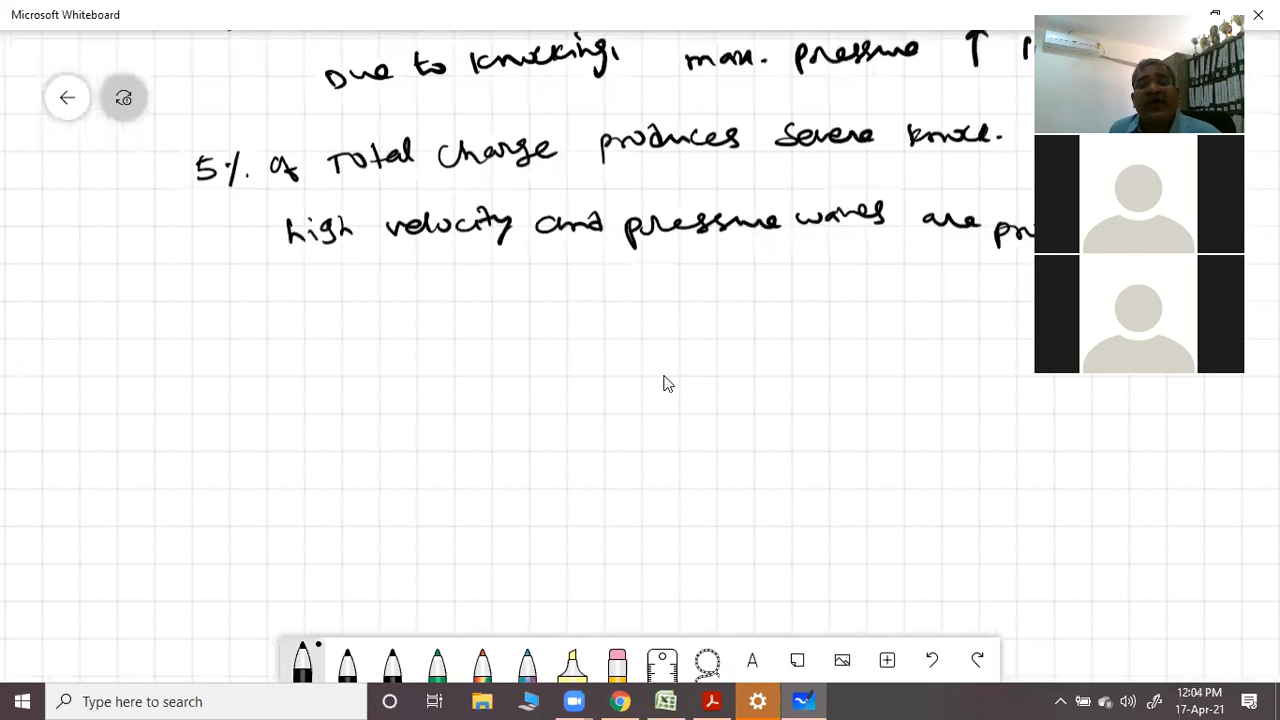 Microsoft Whiteboard
Due to knocking, max. pressure ↑
5%. of Total charge produces severe knock.
high velocity and pressure waves are
A
Type here to search
12:04 PM
17-Apr-21